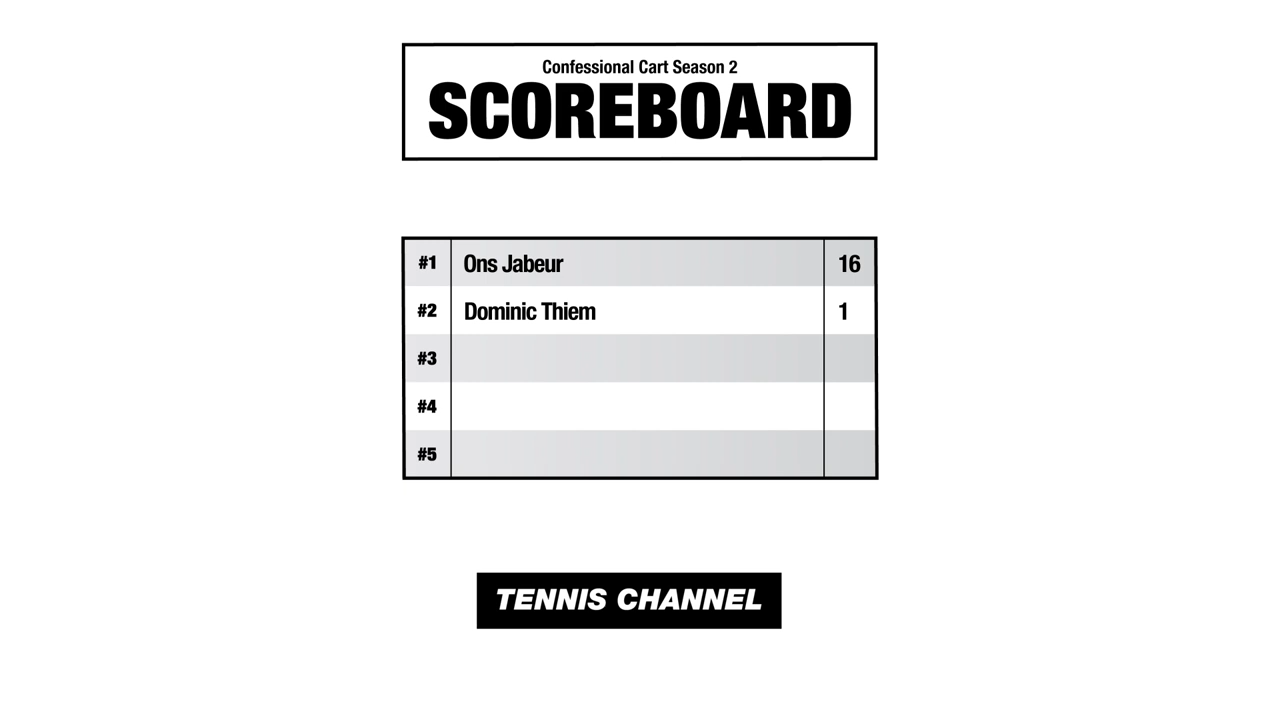 Confessional Cart Season 2
SCOREBOARD
#1 Ons Jabeur 16
#2 Dominic Thiem 1
#3
#4
#5
TENNIS CHANNEL